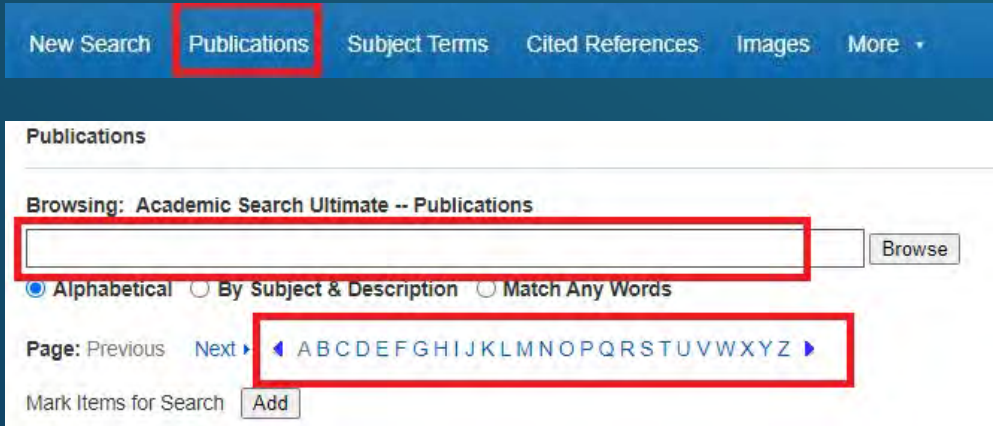 New Search Publications Subject Terms Cited References Images More
Publications
Browsing: Academic Search Ultimate -- Publications
Browse
Alphabetical By Subject & Description Match Any Words
Page: Previous Next A B C D E F G H I J K L M N O P Q R S T U V W X Y Z
Mark Items for Search Add